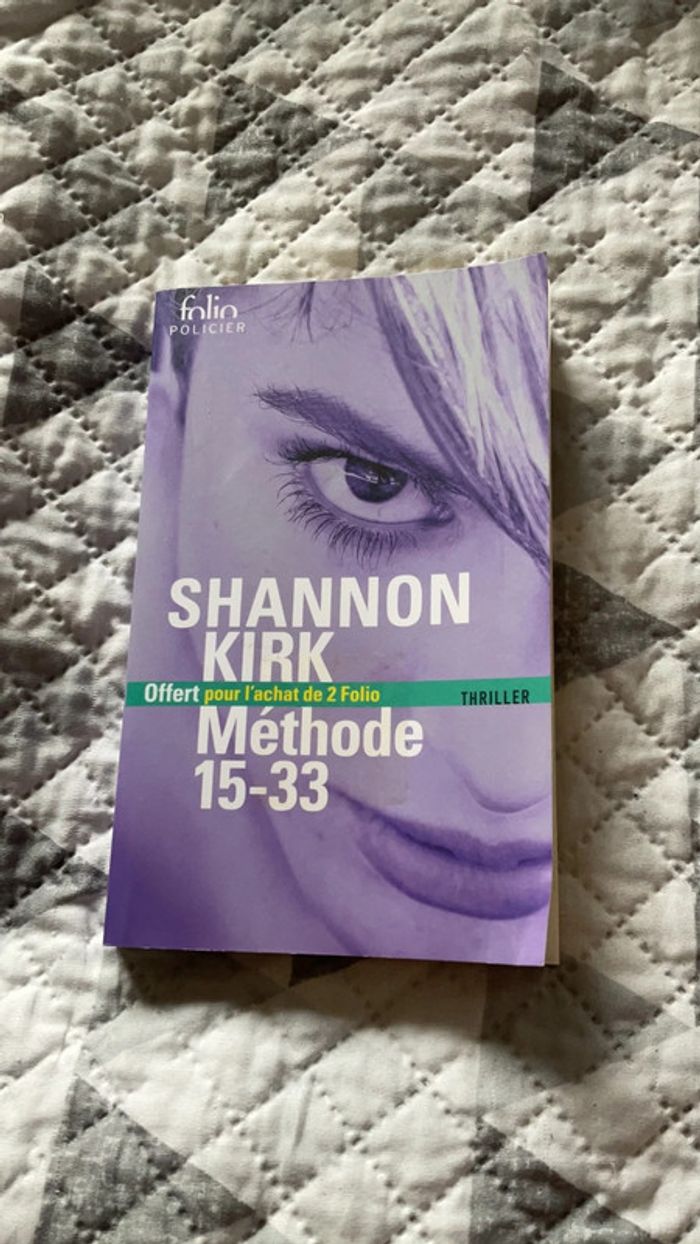 folio
POLICIER
SHANNON
KIRK
Offert pour l'achat de 2 Folio THRILLER
Méthode
15-33